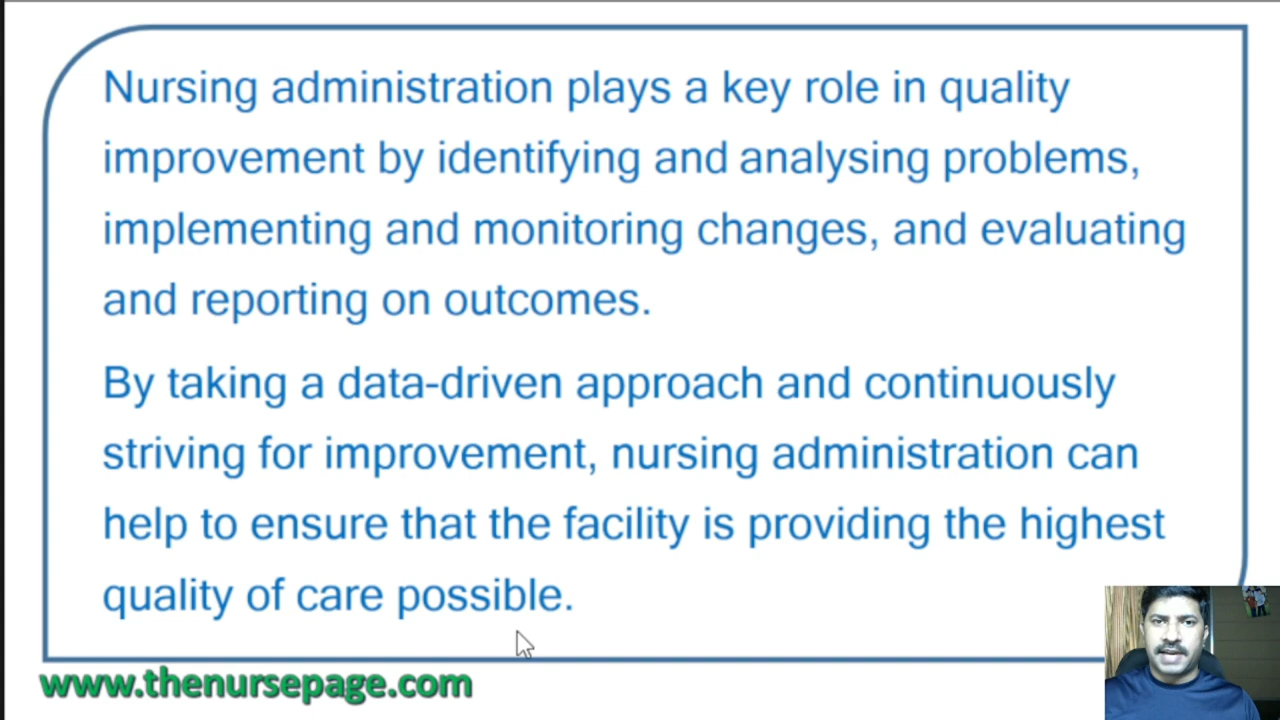 Nursing administration plays a key role in quality
improvement by identifying and analysing problems,
implementing and monitoring changes, and evaluating
and reporting on outcomes.
By taking a data-driven approach and continuously
striving for improvement, nursing administration can
help to ensure that the facility is providing the highest
quality of care possible.
www.thenursepage.com